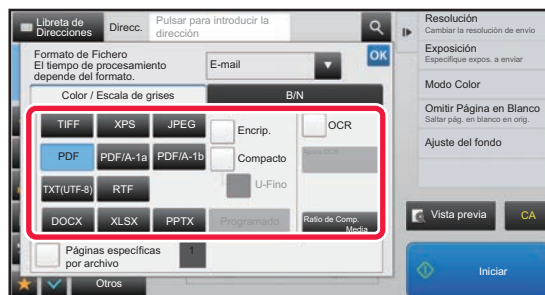 Libreta de
Direcciones
Direcc.
Pulsar para introducir la
dirección
Formato de Fichero
El tiempo de procesamiento
depende del formato.
E-mail
OK
Color / Escala de grises
B/N
TIFF
XPS
JPEG
Encrip.
OCR
PDF
PDF/A-1a
PDF/A-1b
Compacto
Ajuste OCR
U-Fino
TXT(UTF-8)
RTF
DOCX
XLSX
PPTX
Programado
Ratio de Comp.
Media
Páginas específicas
por archivo
1
Otros
Resolución
Cambiar la resolución de envío
Exposición
Especifique expos. a enviar
Modo Color
Omitir Página en Blanco
Saltar pág. en blanco en orig.
Ajuste del fondo
Vista previa
CA
Iniciar